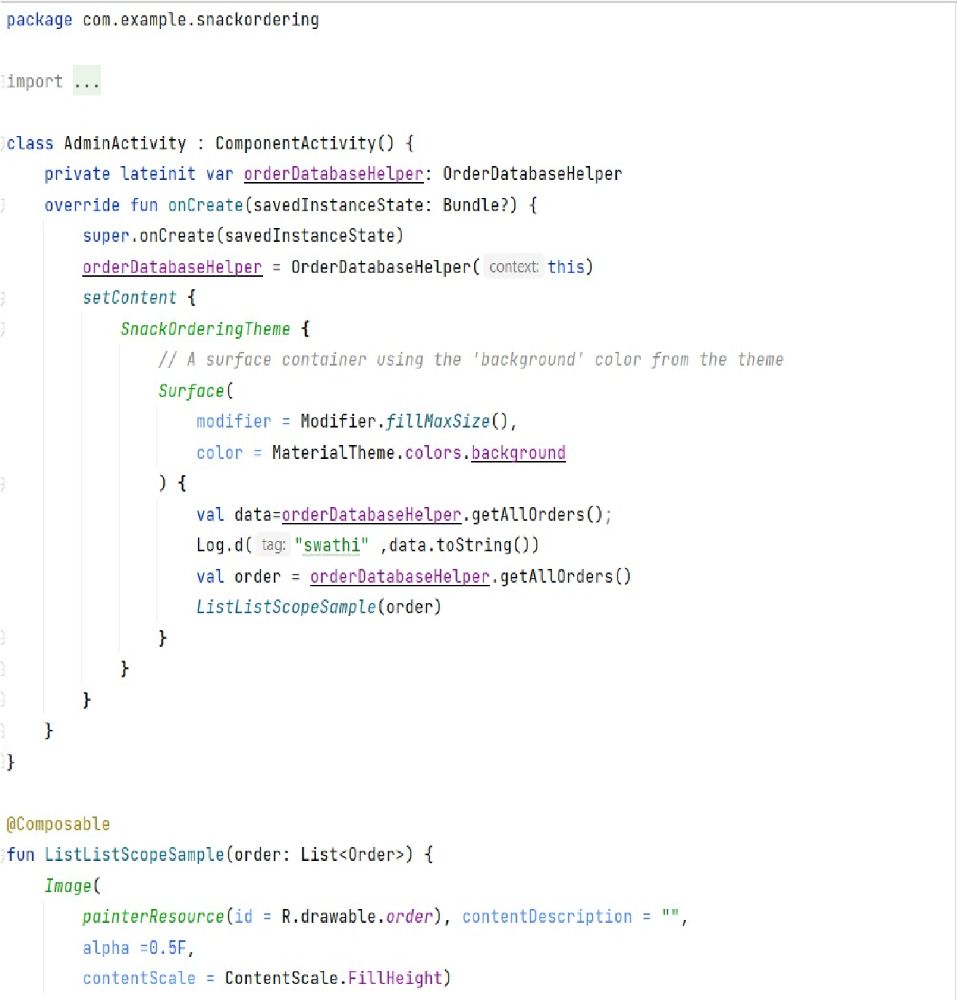 package com.example.snackordering
import ...
class AdminActivity : ComponentActivity() {
    private lateinit var orderDatabaseHelper: OrderDatabaseHelper
    override fun onCreate(savedInstanceState: Bundle?) {
        super.onCreate(savedInstanceState)
        orderDatabaseHelper = OrderDatabaseHelper( context: this)
        setContent {
            SnackOrderingTheme {
                // A surface container using the 'background' color from the theme
                Surface(
                    modifier = Modifier.fillMaxSize(),
                    color = MaterialTheme.colors.background
                ) {
                    val data=orderDatabaseHelper.getAllOrders();
                    Log.d( tag: "swathi" ,data.toString())
                    val order = orderDatabaseHelper.getAllOrders()
                    ListListScopeSample(order)
                }
            }
        }
    }
}
@Composable
fun ListListScopeSample(order: List<Order>) {
    Image(
        painterResource(id = R.drawable.order), contentDescription = "",
        alpha =0.5F,
        contentScale = ContentScale.FillHeight)